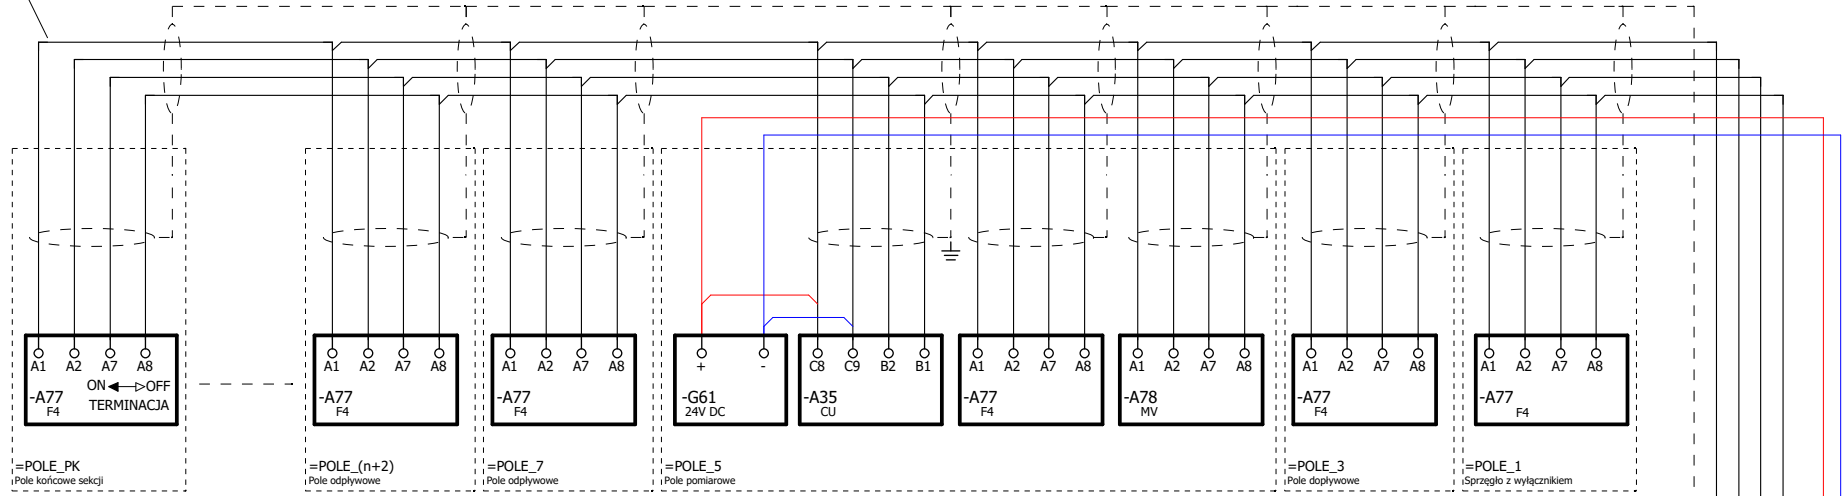 A1 A2 A7 A8
ON OFF
-A77 TERMINACJA
F4
=POLE_PK
Pole końcowe sekcji
A1 A2 A7 A8
-A77
F4
=POLE_(n+2)
Pole odpływowe
A1 A2 A7 A8
-A77
F4
=POLE_7
Pole odpływowe
+ -
-G61
24V DC
C8 C9 B2 B1
-A35
CU
A1 A2 A7 A8
-A77
F4
A1 A2 A7 A8
-A78
MV
=POLE_5
Pole pomiarowe
A1 A2 A7 A8
-A77
F4
=POLE_3
Pole dopływowe
A1 A2 A7 A8
-A77
F4
=POLE_1
Sprzęgło z wyłącznikiem